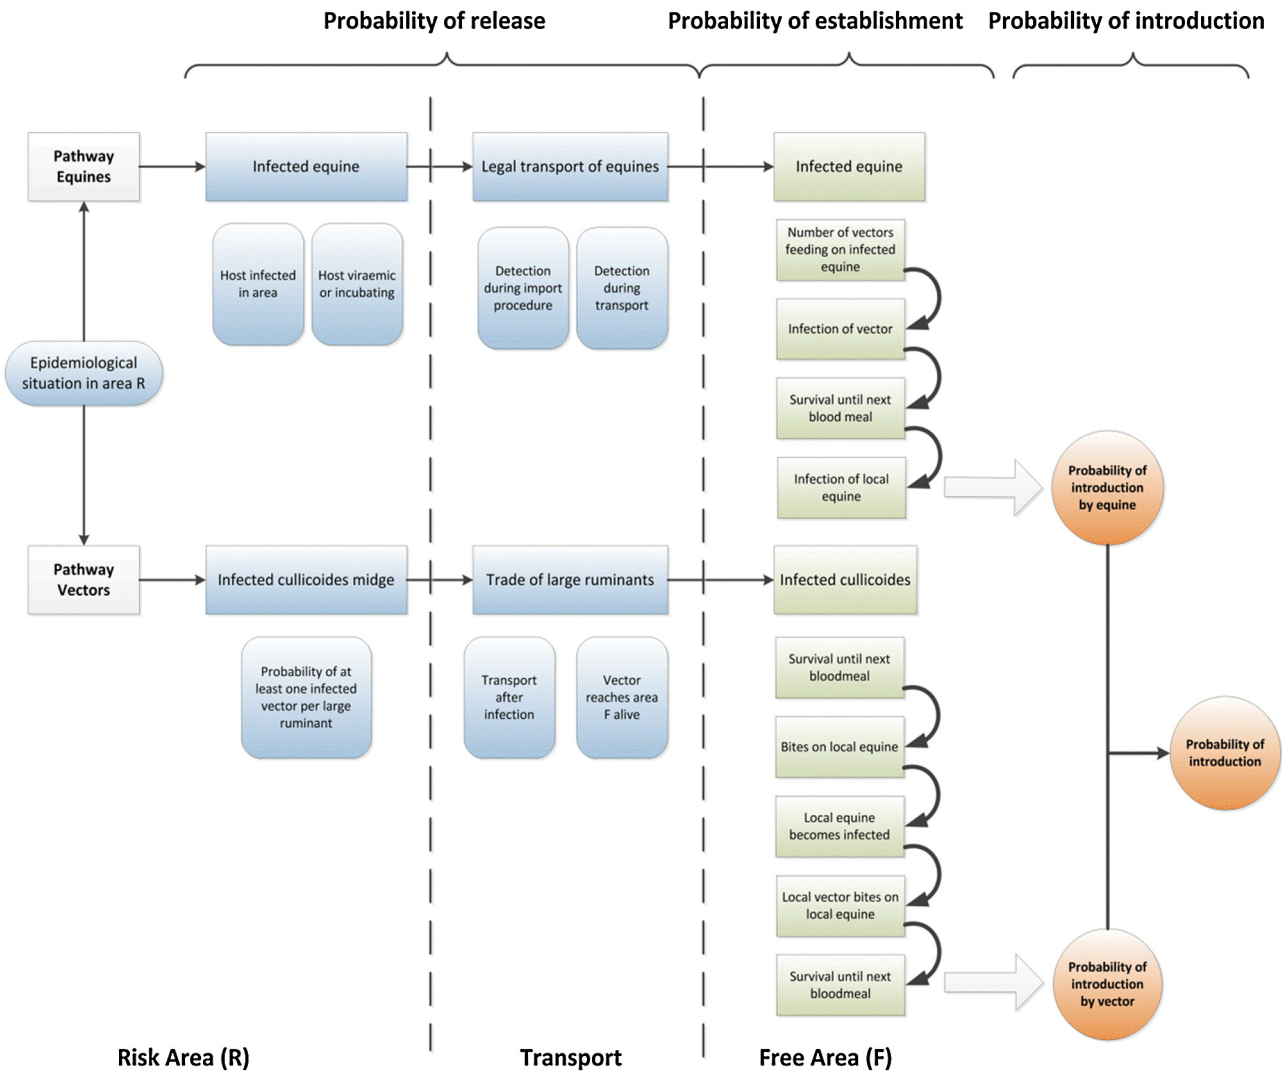 Probability of release
Probability of establishment
Probability of introduction
Pathway
Equines
Infected equine
Legal transport of equines
Infected equine
Host infected
in area
Host viraemic
or incubating
Detection
during import
procedure
Detection
during
transport
Number of vectors
feeding on infected
equine
Infection of vector
Survival until next
blood meal
Infection of local
equine
Epidemiological
situation in area R
Probability of
introduction
by equine
Pathway
Vectors
Infected cullicoides midge
Trade of large ruminants
Infected cullicoides
Probability of at
least one infected
vector per large
ruminant
Transport
after
infection
Vector
reaches area
F alive
Survival until next
bloodmeal
Bites on local equine
Local equine
becomes infected
Local vector bites on
local equine
Survival until next
bloodmeal
Probability of
introduction
Probability of
introduction
by vector
Risk Area (R)
Transport
Free Area (F)